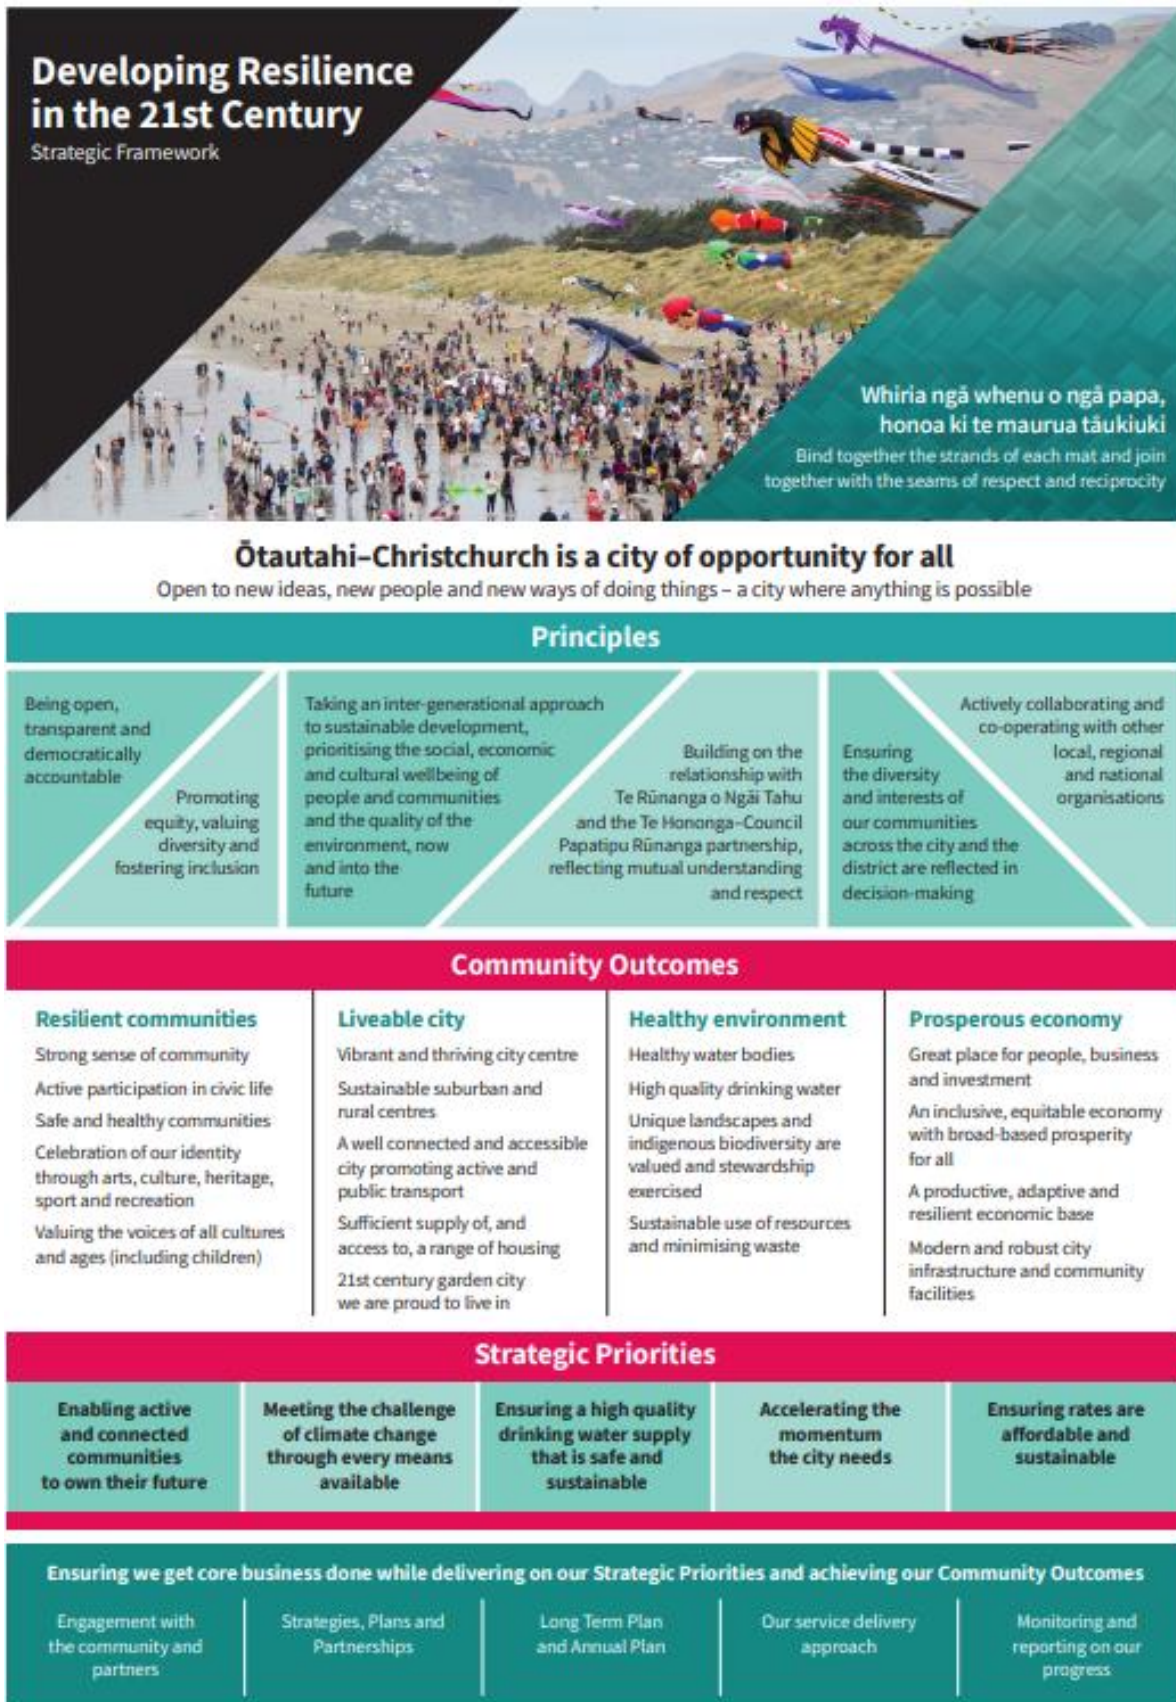 Developing Resilience
in the 21st Century
Strategic Framework
Whiria ngā whenu o ngā papa,
honoa ki te maurua tāukiuki
Bind together the strands of each mat and join
together with the seams of respect and reciprocity
Ōtautahi–Christchurch is a city of opportunity for all
Open to new ideas, new people and new ways of doing things – a city where anything is possible
Principles
Being open,
transparent and
democratically
accountable
Promoting
equity, valuing
diversity and
fostering inclusion
Taking an inter-generational approach
to sustainable development,
prioritising the social, economic
and cultural wellbeing of
people and communities
and the quality of the
environment, now
and into the
future
Building on the
relationship with
Te Rūnanga o Ngāi Tahu
and the Te Hononga–Council
Papatipu Rūnanga partnership,
reflecting mutual understanding
and respect
Ensuring
the diversity
and interests of
our communities
across the city and the
district are reflected in
decision-making
Actively collaborating and
co-operating with other
local, regional
and national
organisations
Community Outcomes
Resilient communities
Strong sense of community
Active participation in civic life
Safe and healthy communities
Celebration of our identity
through arts, culture, heritage,
sport and recreation
Valuing the voices of all cultures
and ages (including children)
Liveable city
Vibrant and thriving city centre
Sustainable suburban and
rural centres
A well connected and accessible
city promoting active and
public transport
Sufficient supply of, and
access to, a range of housing
21st century garden city
we are proud to live in
Healthy environment
Healthy water bodies
High quality drinking water
Unique landscapes and
indigenous biodiversity are
valued and stewardship
exercised
Sustainable use of resources
and minimising waste
Prosperous economy
Great place for people, business
and investment
An inclusive, equitable economy
with broad-based prosperity
for all
A productive, adaptive and
resilient economic base
Modern and robust city
infrastructure and community
facilities
Strategic Priorities
Enabling active
and connected
communities
to own their future
Meeting the challenge
of climate change
through every means
available
Ensuring a high quality
drinking water supply
that is safe and
sustainable
Accelerating the
momentum
the city needs
Ensuring rates are
affordable and
sustainable
Ensuring we get core business done while delivering on our Strategic Priorities and achieving our Community Outcomes
Engagement with
the community and
partners
Strategies, Plans and
Partnerships
Long Term Plan
and Annual Plan
Our service delivery
approach
Monitoring and
reporting on our
progress